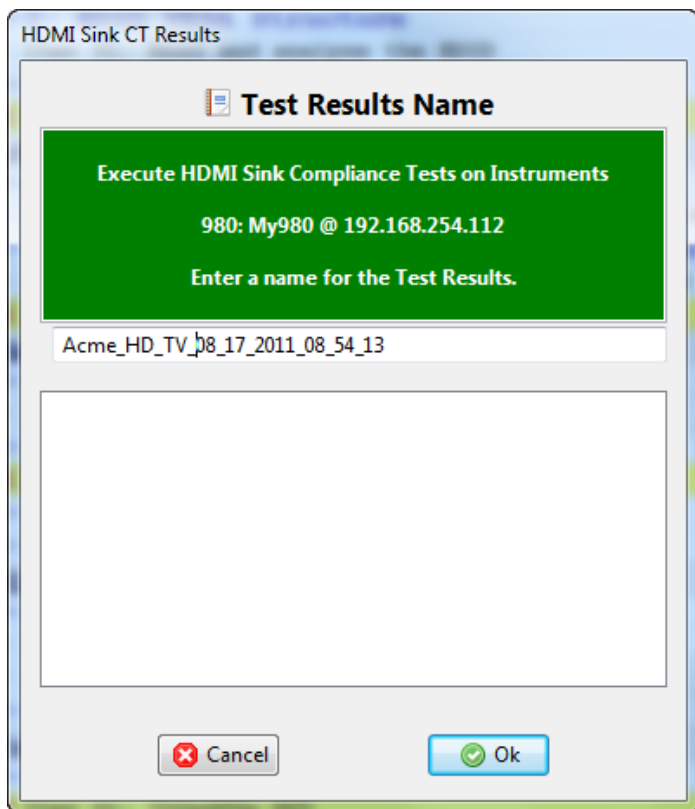 HDMI Sink CT Results
Test Results Name
Execute HDMI Sink Compliance Tests on Instruments
980: My980 @ 192.168.254.112
Enter a name for the Test Results.
Acme_HD_TV_08_17_2011_08_54_13
Cancel
Ok